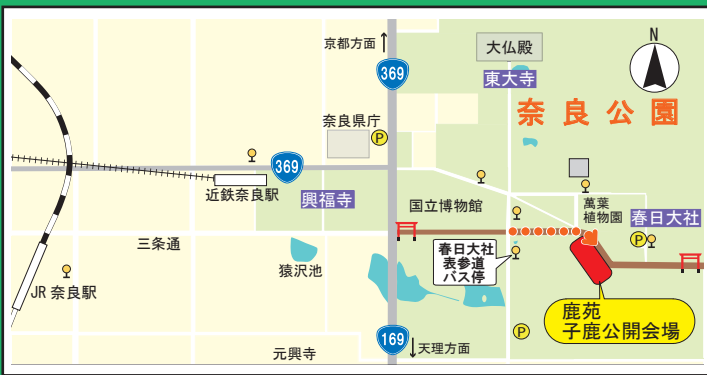 京都方面
369
大仏殿
東大寺
N
奈良公園
奈良県庁
P
369
近鉄奈良駅
興福寺
国立博物館
萬葉
植物園
春日大社
P
三条通
猿沢池
春日大社
表参道
バス停
JR 奈良駅
鹿苑
子鹿公開会場
P
169
天理方面
元興寺